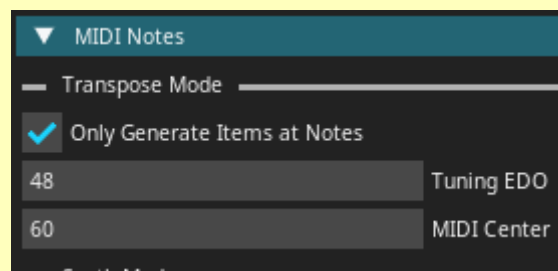 MIDI Notes
Transpose Mode
Only Generate Items at Notes
48 Tuning EDO
60 MIDI Center